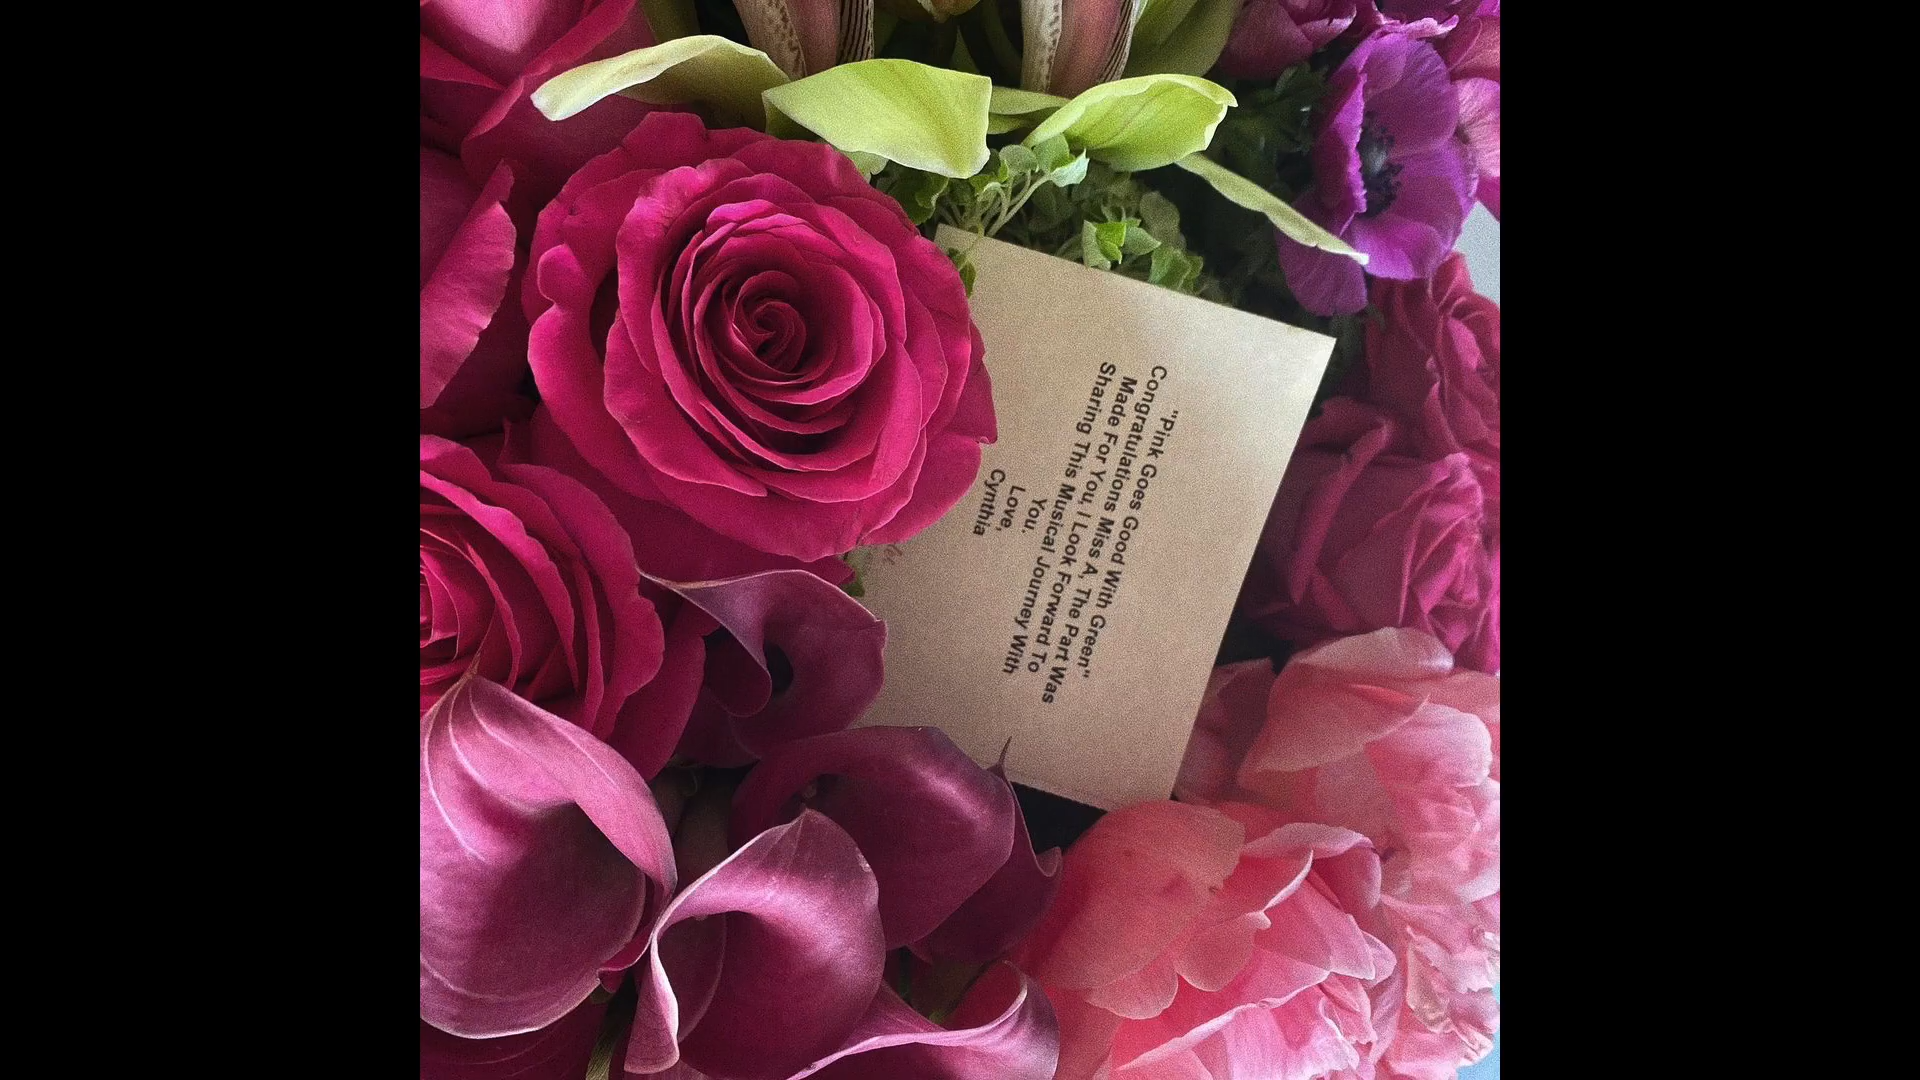 "Pink Goes Good With Green"
Congratulations Miss A, The Part Was
Made For You, I Look Forward To
Sharing This Musical Journey With
You.
Love,
Cynthia